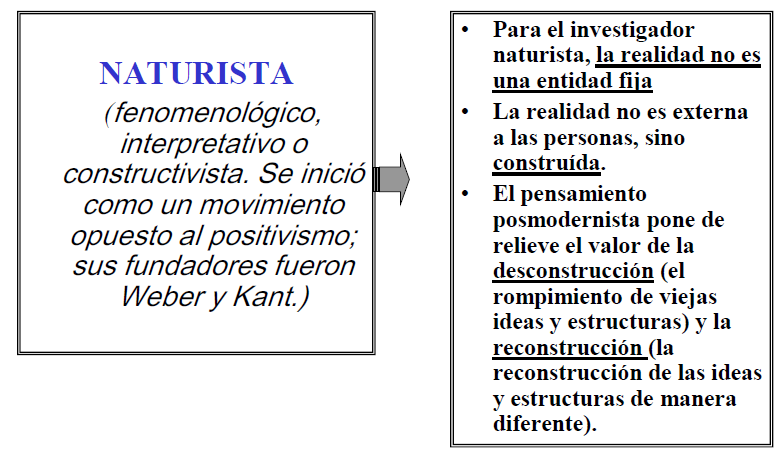 NATURISTA
(fenomenológico,
interpretativo o
constructivista. Se inició
como un movimiento
opuesto al positivismo;
sus fundadores fueron
Weber y Kant.)
• Para el investigador
naturista, la realidad no es
una entidad fija
• La realidad no es externa
a las personas, sino
construída.
• El pensamiento
posmodernista pone de
relieve el valor de la
desconstrucción (el
rompimiento de viejas
ideas y estructuras) y la
reconstrucción (la
reconstrucción de las ideas
y estructuras de manera
diferente).